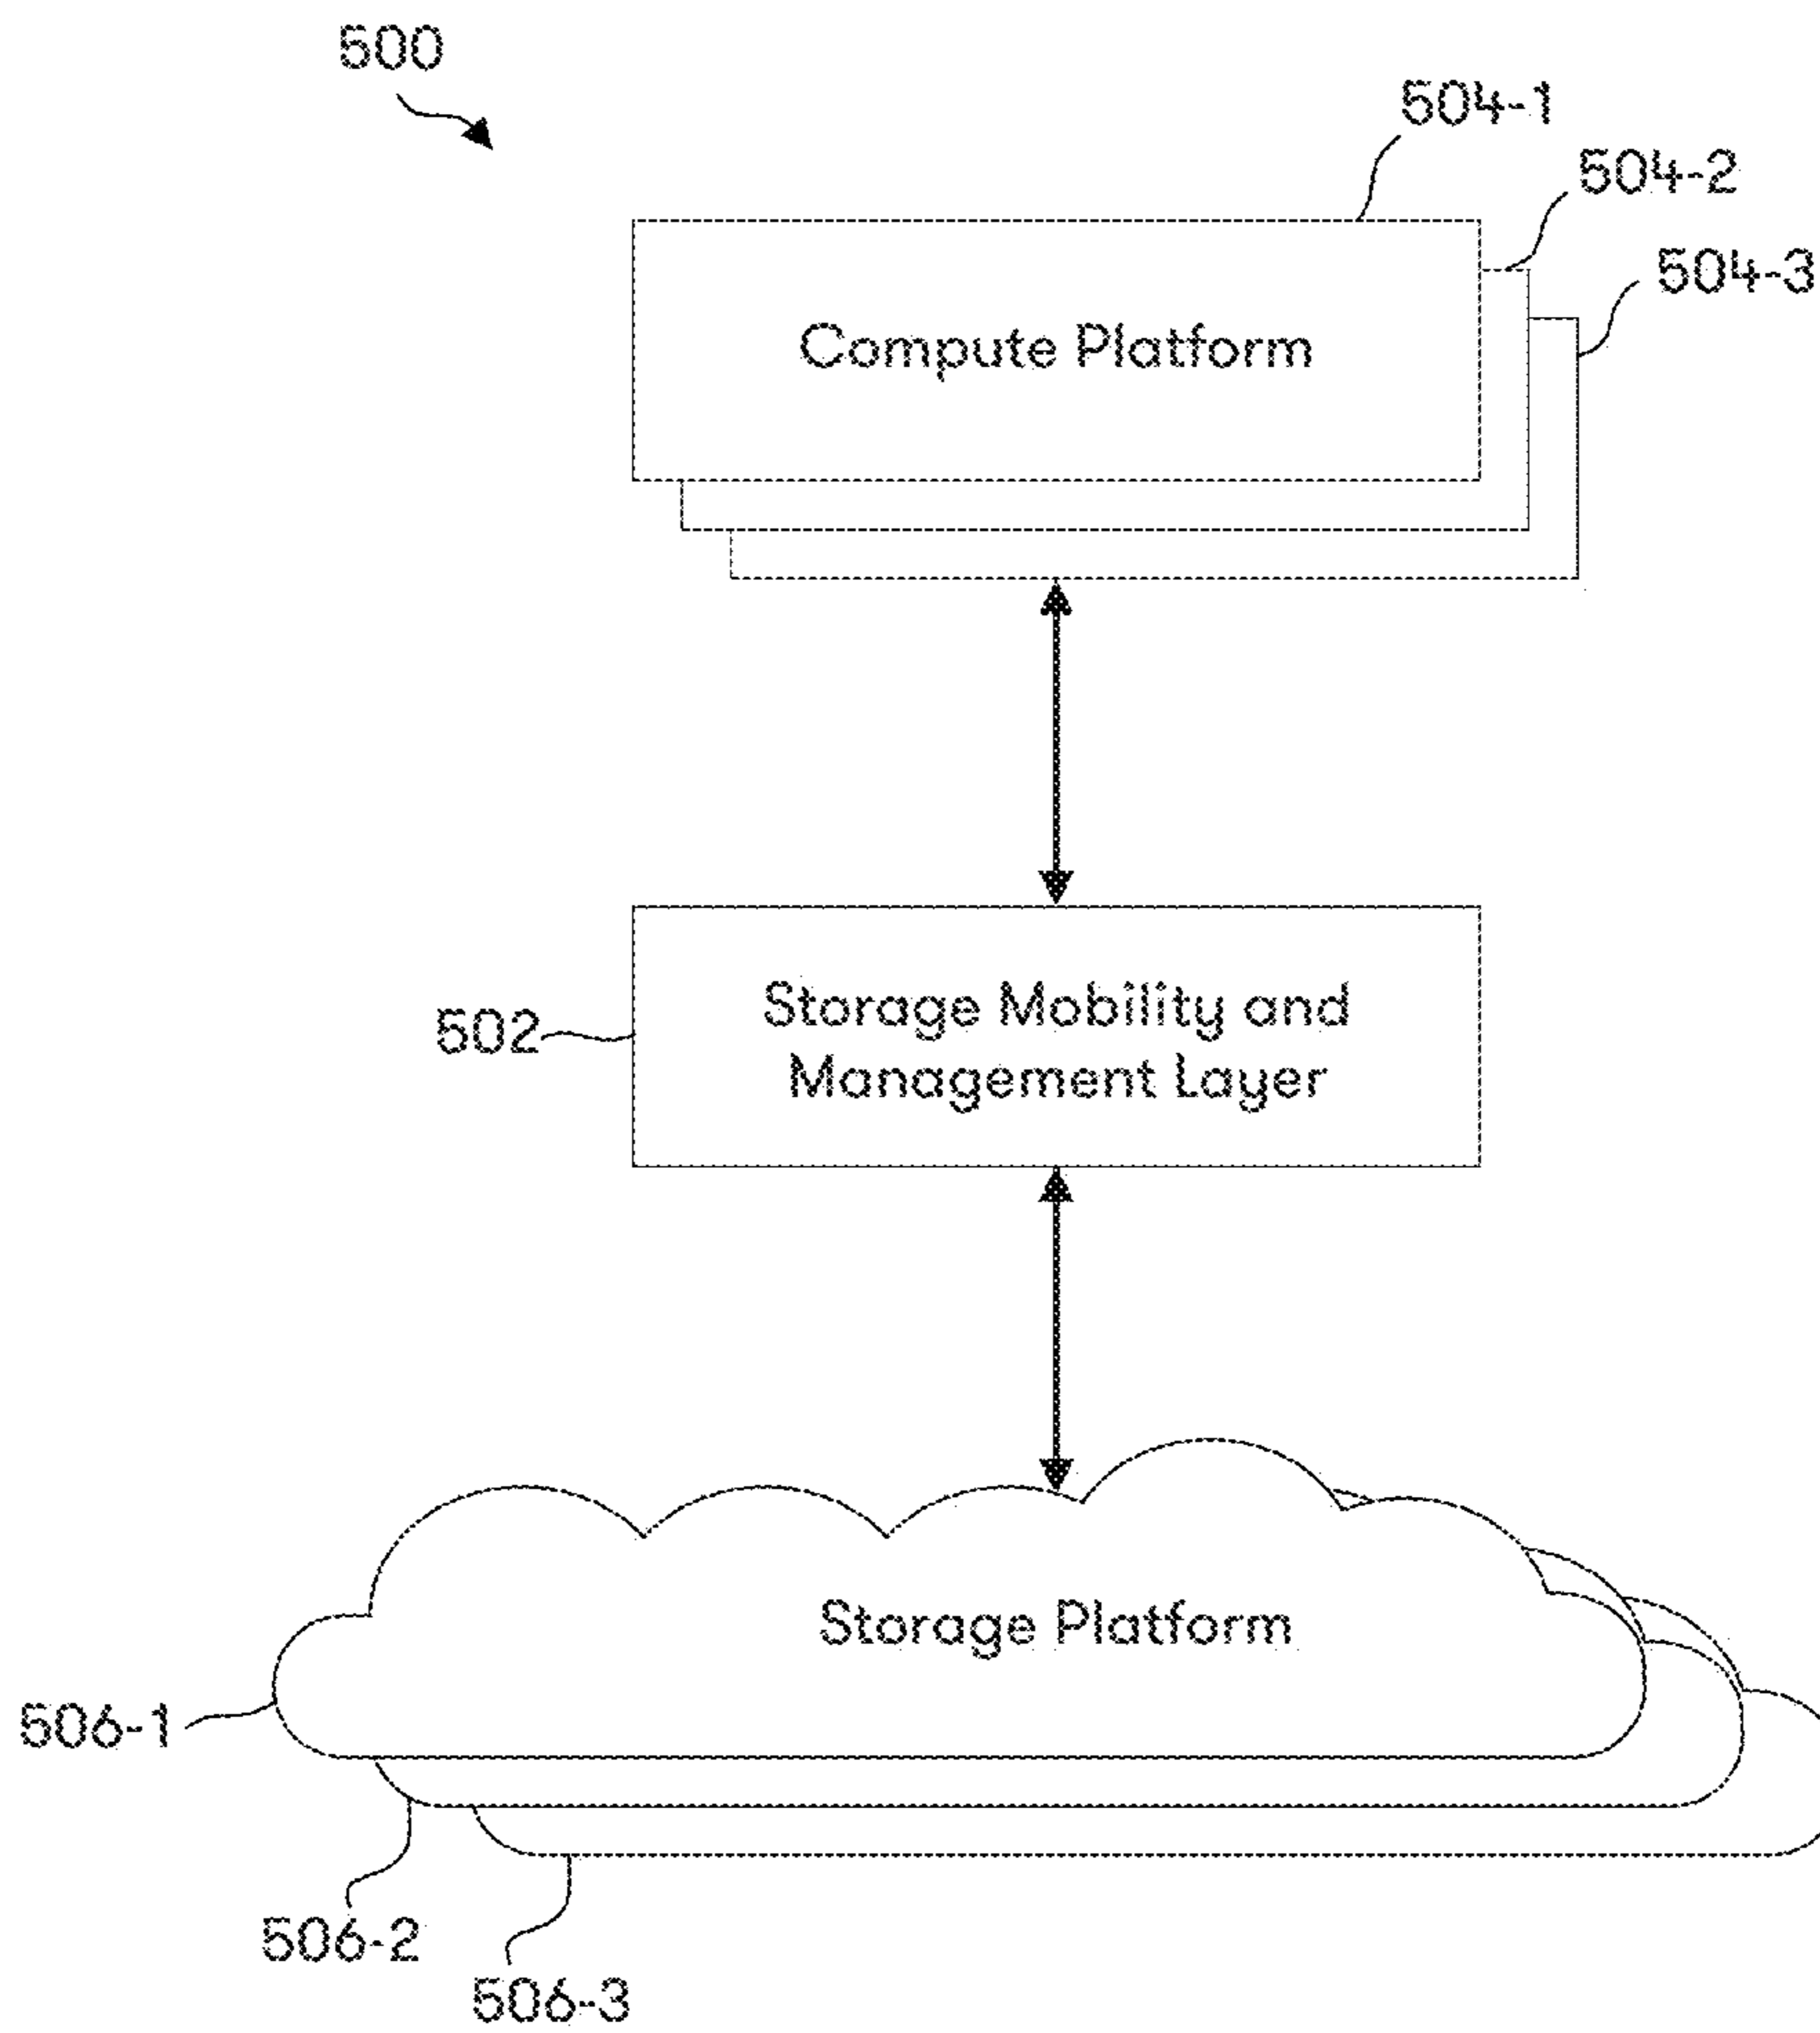 500
504-1
504-2
504-3
Compute Platform
502
Storage Mobility and
Management Layer
Storage Platform
506-1
506-2
506-3